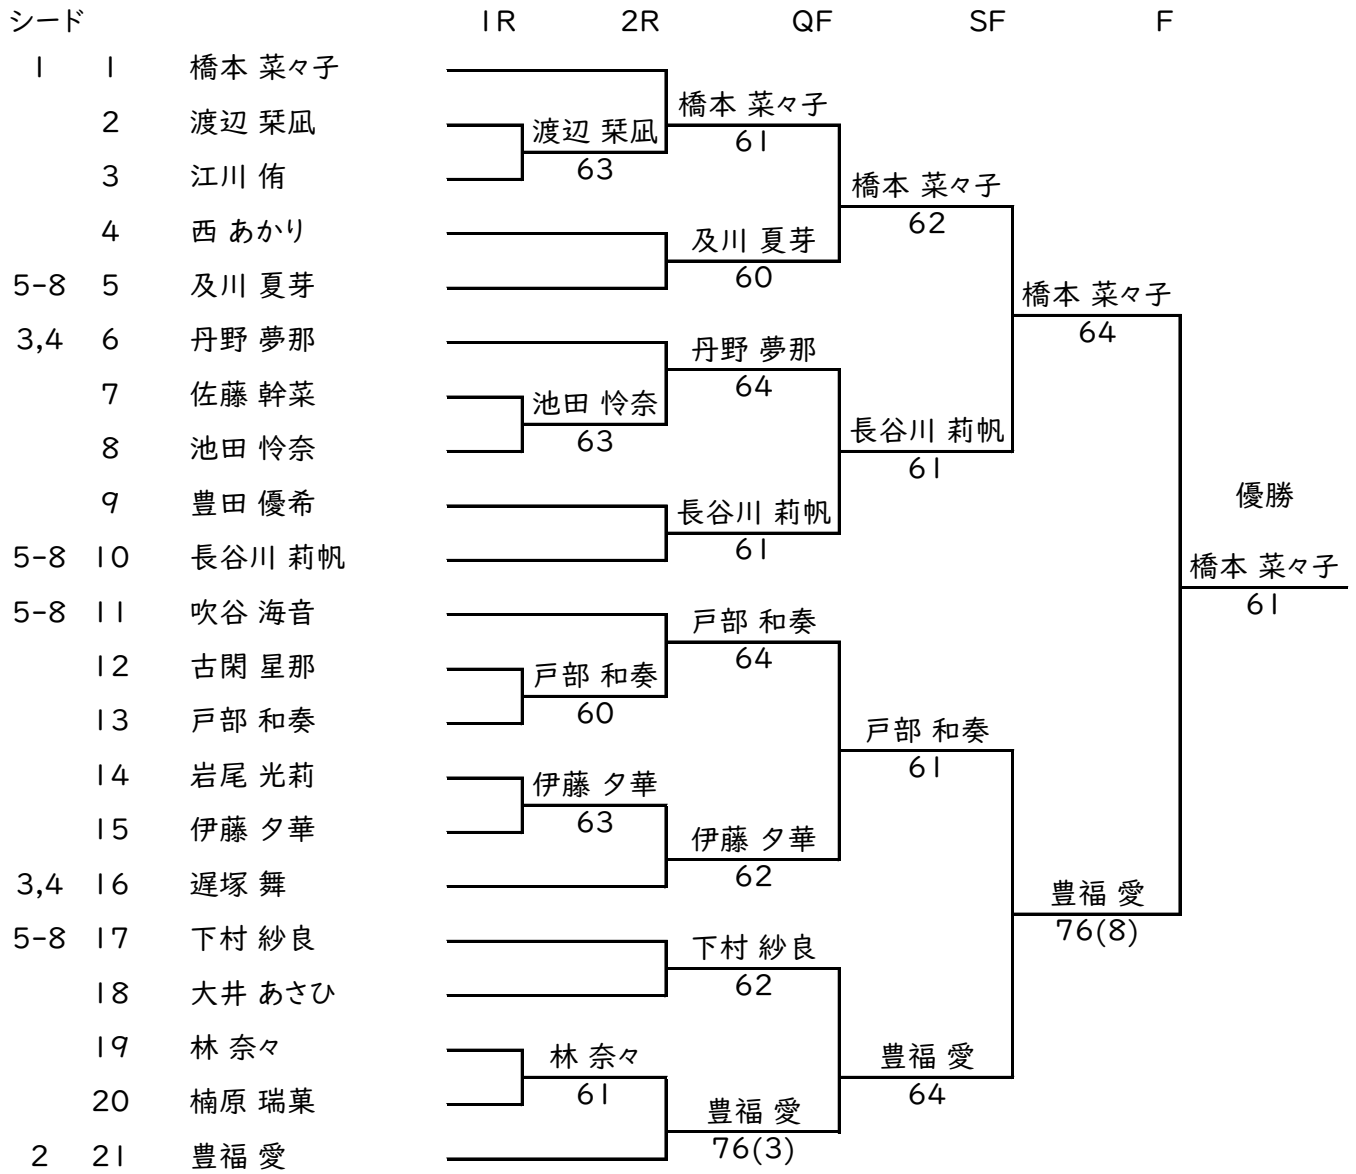 シード 1R 2R QF SF F
1 1 橋本 菜々子
橋本 菜々子
2 渡辺 栞凪
渡辺 栞凪
61
63
3 江川 侑
橋本 菜々子
62
4 西 あかり
及川 夏芽
60
5-8 5 及川 夏芽
橋本 菜々子
64
3,4 6 丹野 夢那
丹野 夢那
64
7 佐藤 幹菜
池田 怜奈
63
8 池田 怜奈
長谷川 莉帆
61
9 豊田 優希
優勝
長谷川 莉帆
61
5-8 10 長谷川 莉帆
橋本 菜々子
61
5-8 11 吹谷 海音
戸部 和奏
64
12 古閑 星那
戸部 和奏
60
13 戸部 和奏
戸部 和奏
61
14 岩尾 光莉
伊藤 夕華
63
15 伊藤 夕華
伊藤 夕華
62
3,4 16 遅塚 舞
豊福 愛
76(8)
5-8 17 下村 紗良
下村 紗良
62
18 大井 あさひ
19 林 奈々
林 奈々
61
豊福 愛
64
20 楠原 瑞菓
豊福 愛
76(3)
2 21 豊福 愛